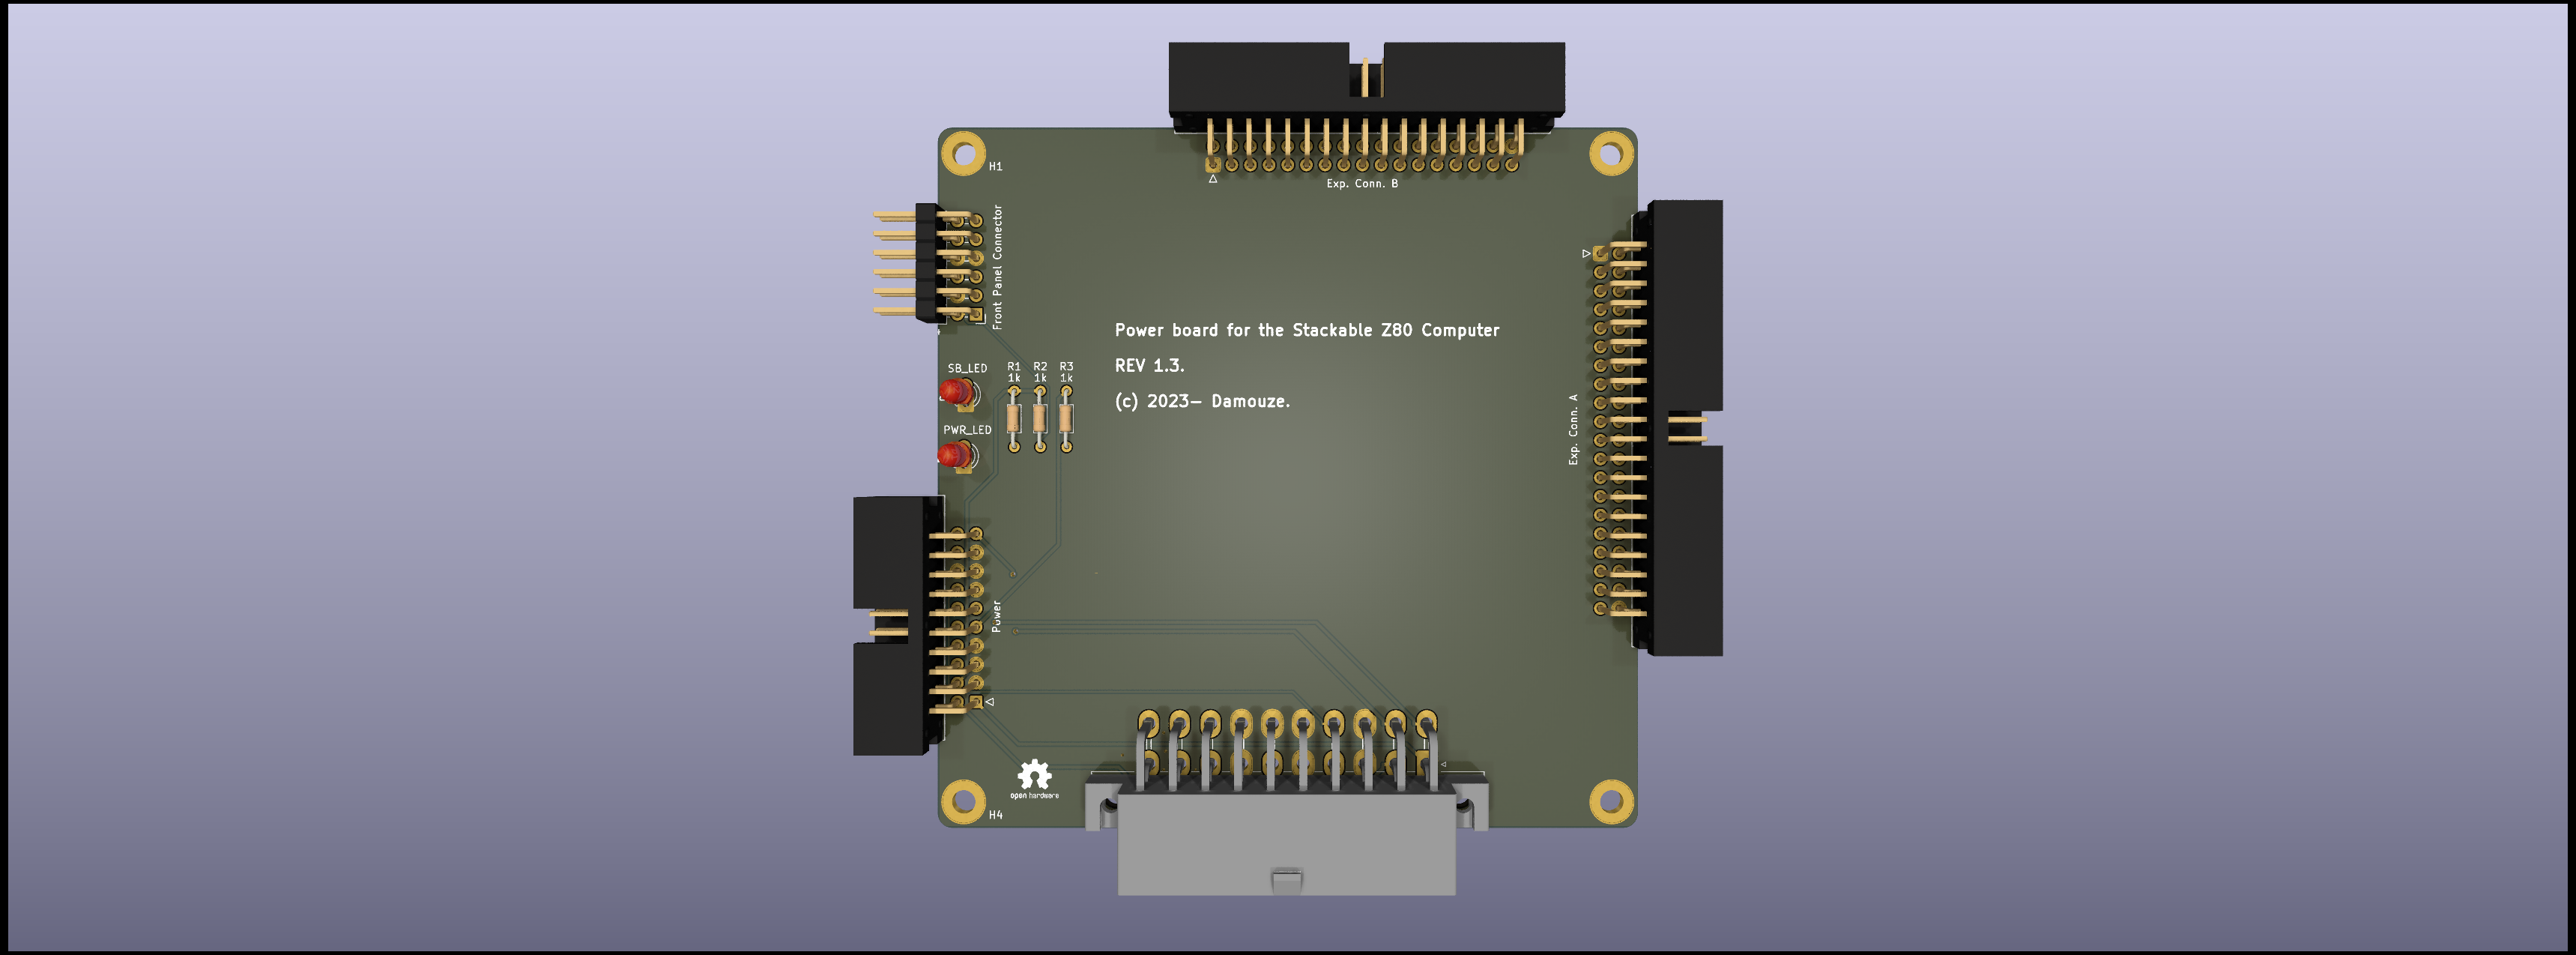 H1
Exp. Conn. B
Front Panel Connector
Power board for the Stackable Z80 Computer
REV 1.3.
(c) 2023- Damouze.
SB_LED
R1 R2 R3
1k 1k 1k
PWR_LED
Exp. Conn. A
Power
open hardware
H4